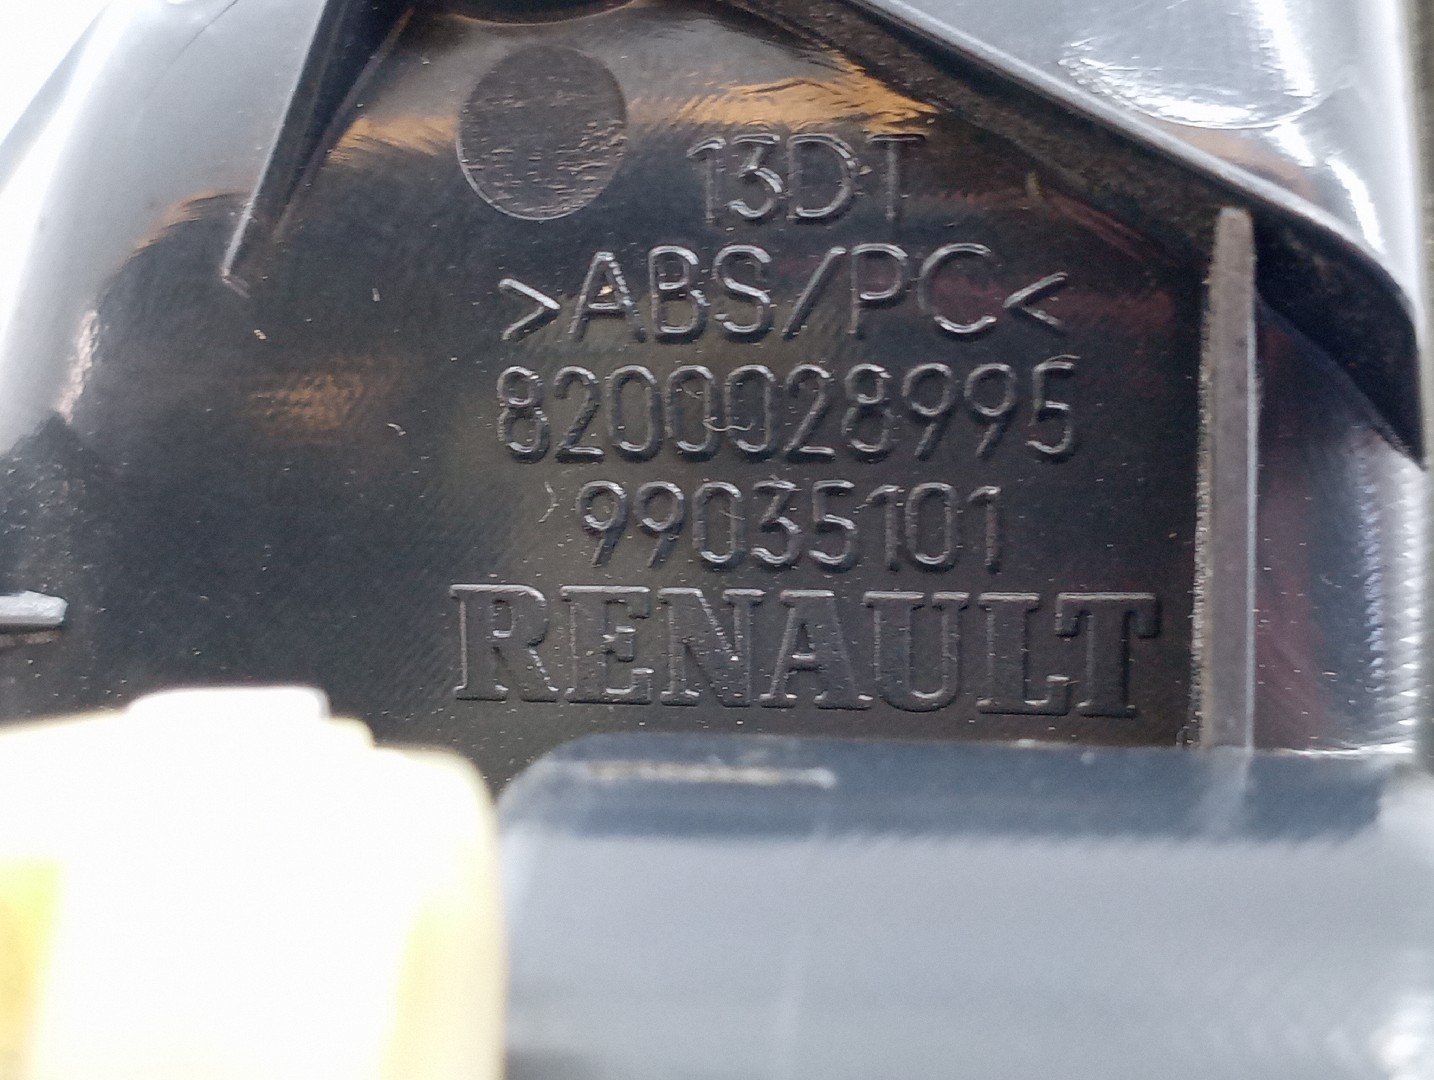 13DT
>ABS/PC<
8200028995
99035101
RENAULT